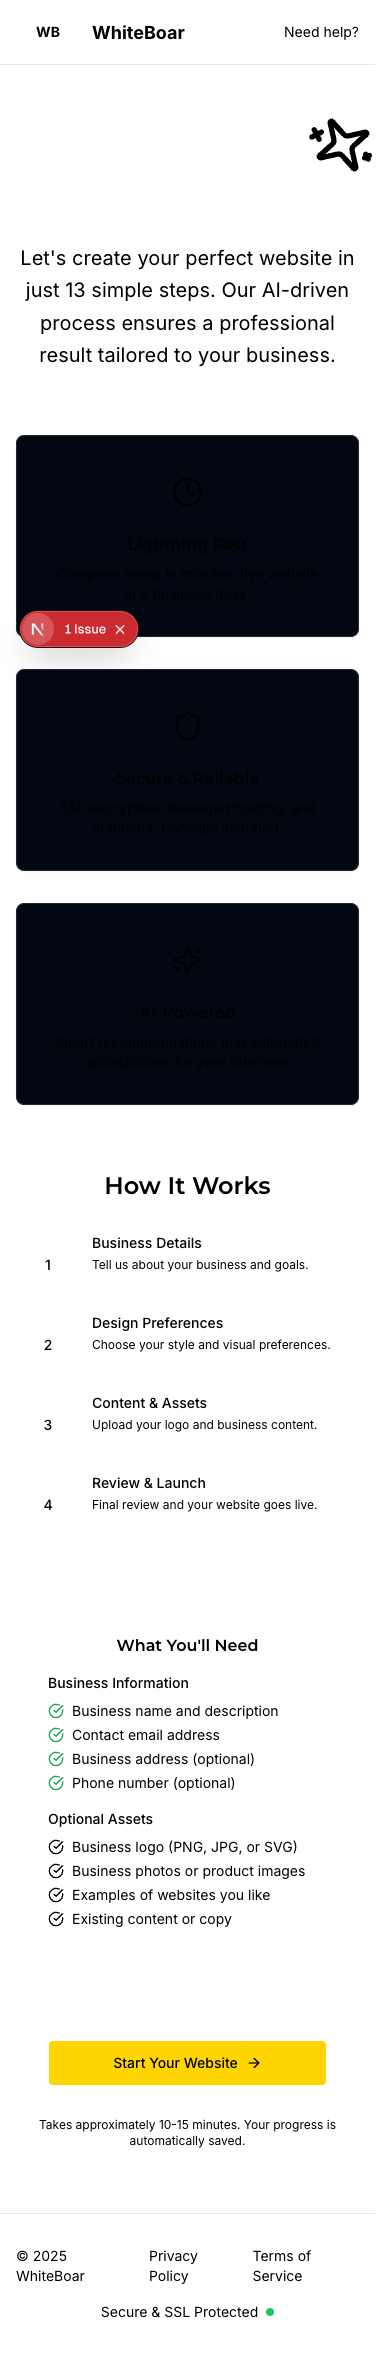 WB WhiteBoar Need help?
Let's create your perfect website in
just 13 simple steps. Our AI-driven
process ensures a professional
result tailored to your business.
Lightning Fast
Complete setup in minutes, live website
in 2 business days
1 Issue
Secure & Reliable
SSL encryption, managed hosting, and
automatic backups included
AI-Powered
Smart recommendations and automated
optimizations for your business
How It Works
Business Details
1 Tell us about your business and goals.
Design Preferences
2 Choose your style and visual preferences.
Content & Assets
3 Upload your logo and business content.
Review & Launch
4 Final review and your website goes live.
What You'll Need
Business Information
Business name and description
Contact email address
Business address (optional)
Phone number (optional)
Optional Assets
Business logo (PNG, JPG, or SVG)
Business photos or product images
Examples of websites you like
Existing content or copy
Start Your Website
Takes approximately 10-15 minutes. Your progress is
automatically saved.
© 2025 Privacy Terms of
WhiteBoar Policy Service
Secure & SSL Protected